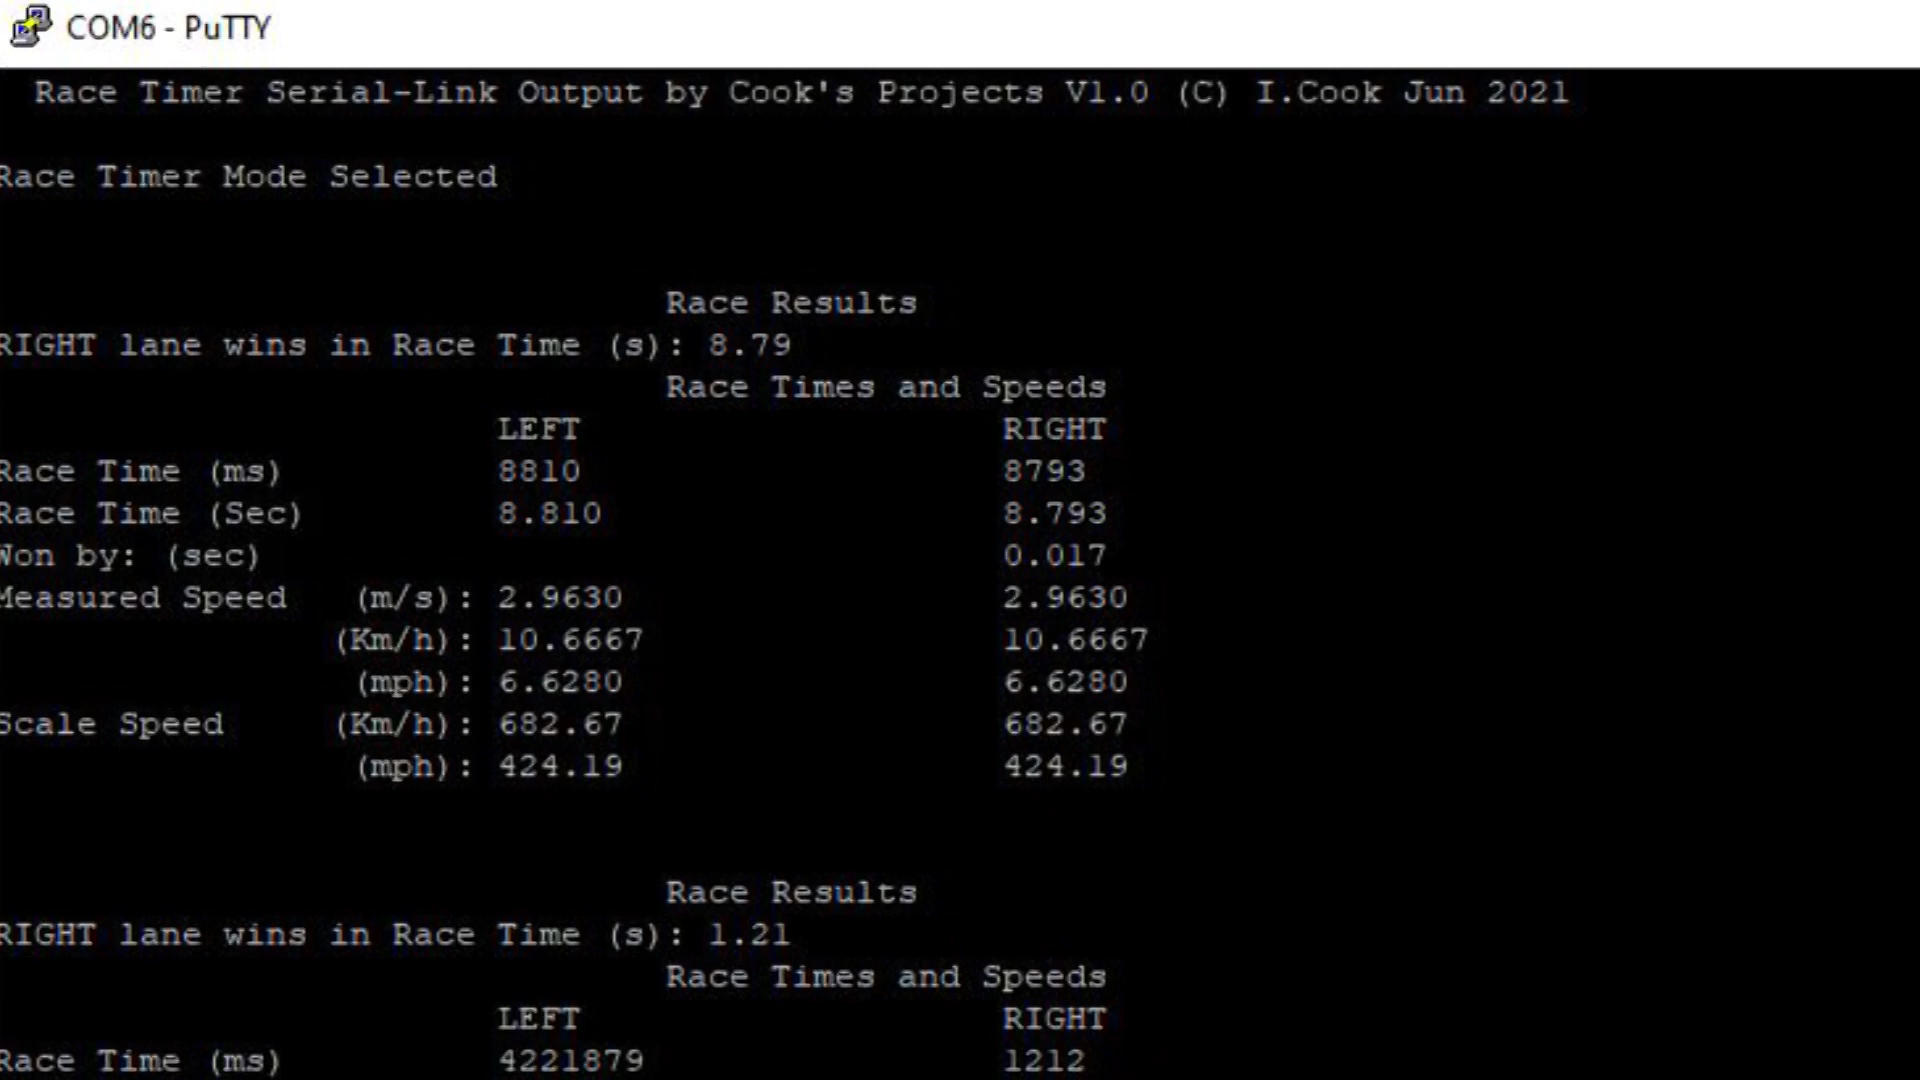 COM6 - PuTTY
Race Timer Serial-Link Output by Cook's Projects V1.0 (C) I.Cook Jun 2021
Race Timer Mode Selected
Race Results
RIGHT lane wins in Race Time (s): 8.79
Race Times and Speeds
LEFT RIGHT
Race Time (ms) 8810 8793
Race Time (Sec) 8.810 8.793
Won by: (sec) 0.017
Measured Speed (m/s): 2.9630 2.9630
(Km/h): 10.6667 10.6667
(mph): 6.6280 6.6280
Scale Speed (Km/h): 682.67 682.67
(mph): 424.19 424.19
Race Results
RIGHT lane wins in Race Time (s): 1.21
Race Times and Speeds
LEFT RIGHT
Race Time (ms) 4221879 1212